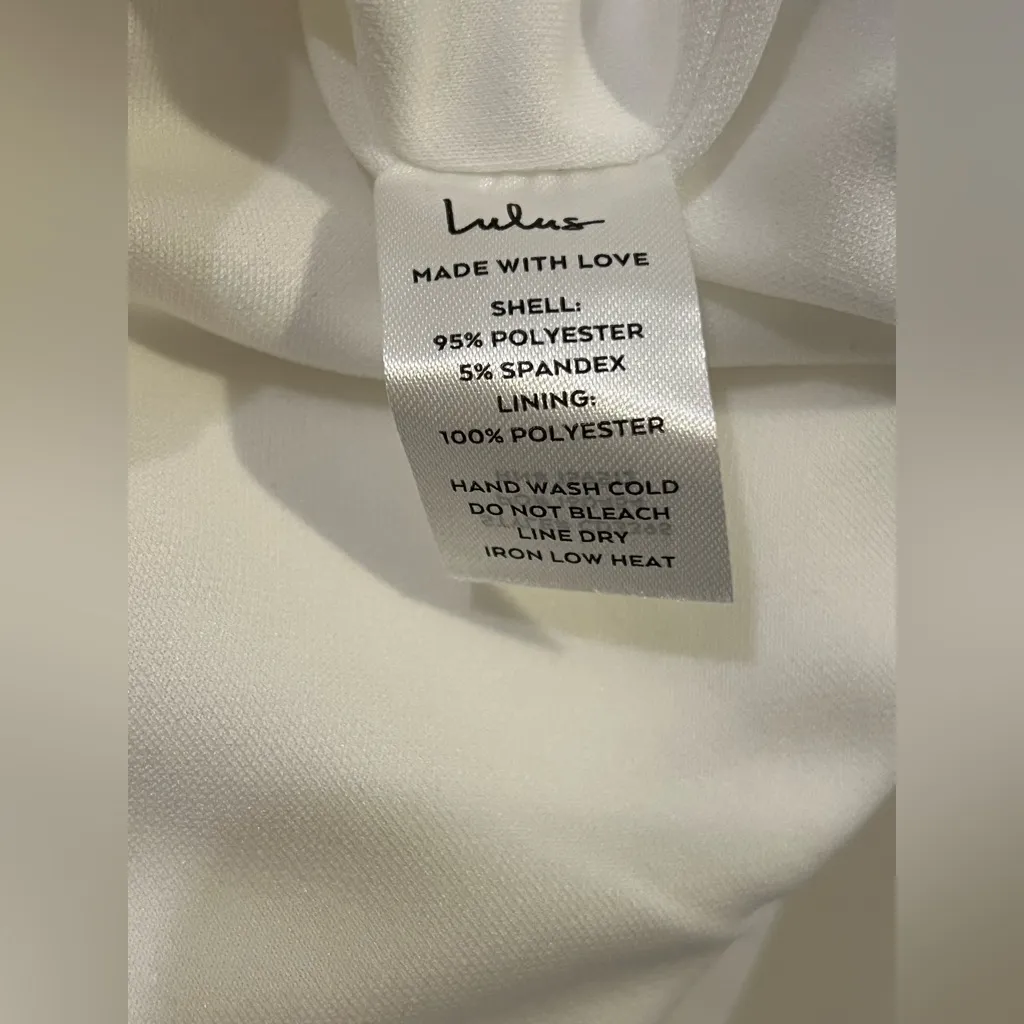 Lulus
MADE WITH LOVE
SHELL:
95% POLYESTER
5% SPANDEX
LINING:
100% POLYESTER
HAND WASH COLD
DO NOT BLEACH
LINE DRY
IRON LOW HEAT